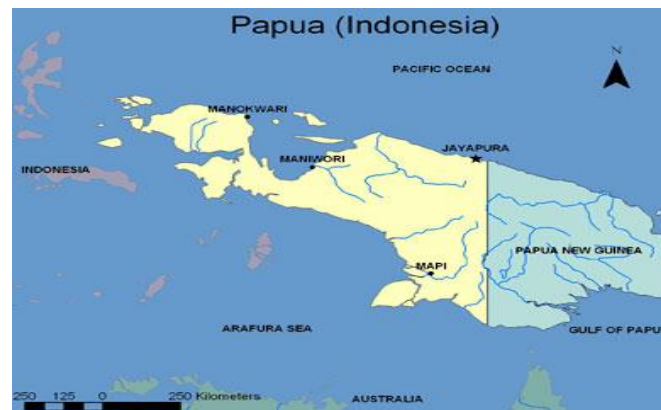 Papua (Indonesia)
PACIFIC OCEAN
N
MANOKWARI
JAYAPURA
MANIWORI
INDONESIA
PAPUA NEW GUINEA
MAPI
ARAFURA SEA
GULF OF PAPU
250 125 0 250 Kilometers
AUSTRALIA